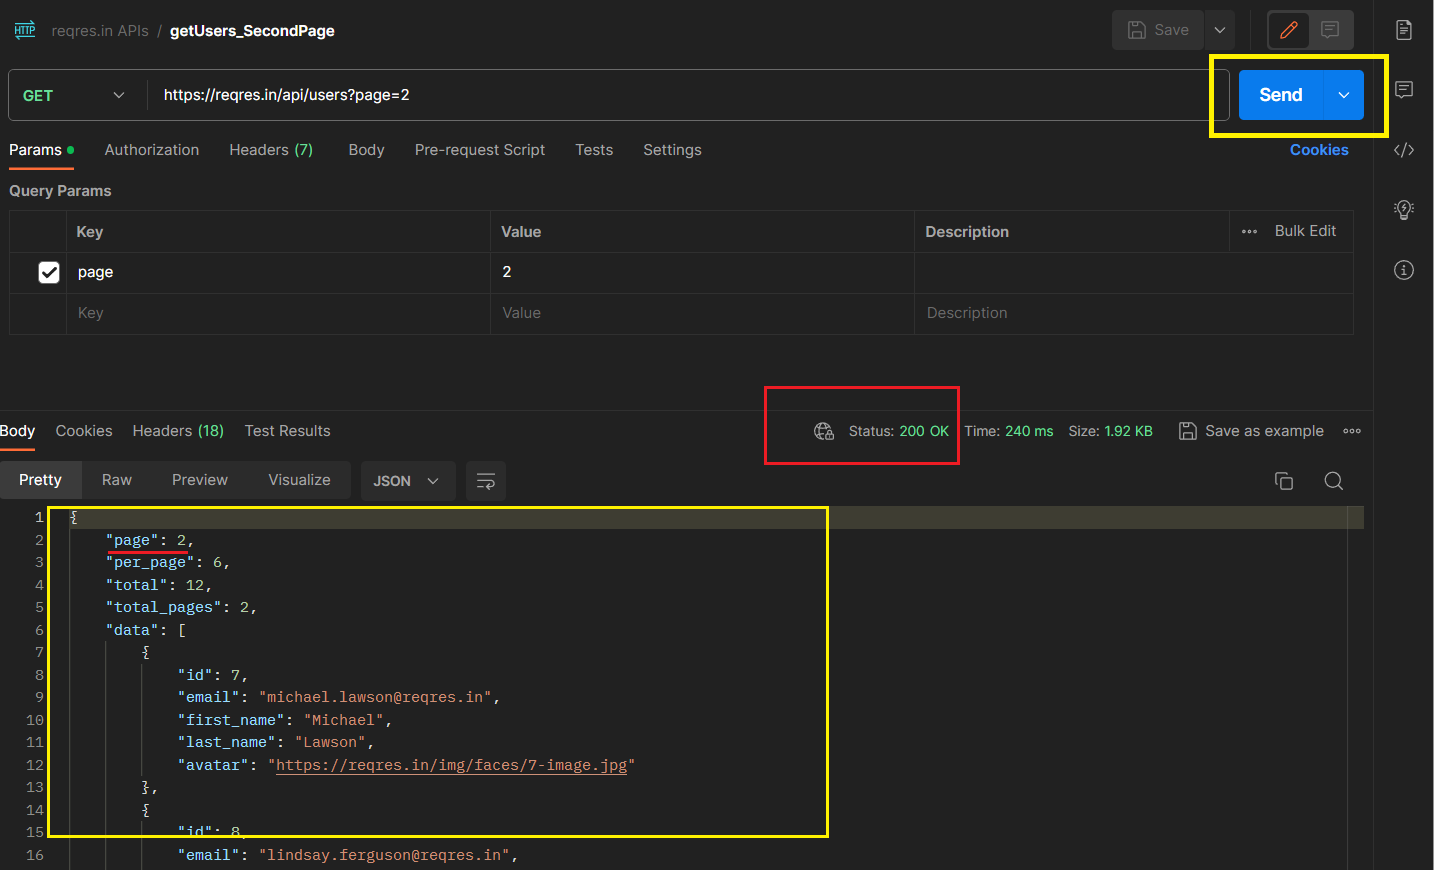 HTTP reqres.in APIs / getUsers_SecondPage Save
GET https://reqres.in/api/users?page=2 Send
Params Authorization Headers (7) Body Pre-request Script Tests Settings Cookies
Query Params
Key Value Description ••• Bulk Edit
page 2
Key Value Description
Body Cookies Headers (18) Test Results Status: 200 OK Time: 240 ms Size: 1.92 KB Save as example •••
Pretty Raw Preview Visualize JSON
1 {
2 "page": 2,
3 "per_page": 6,
4 "total": 12,
5 "total_pages": 2,
6 "data": [
7 {
8 "id": 7,
9 "email": "michael.lawson@reqres.in",
10 "first_name": "Michael",
11 "last_name": "Lawson",
12 "avatar": "https://reqres.in/img/faces/7-image.jpg"
13 },
14 {
15 "id": 8,
16 "email": "lindsay.ferguson@reqres.in",